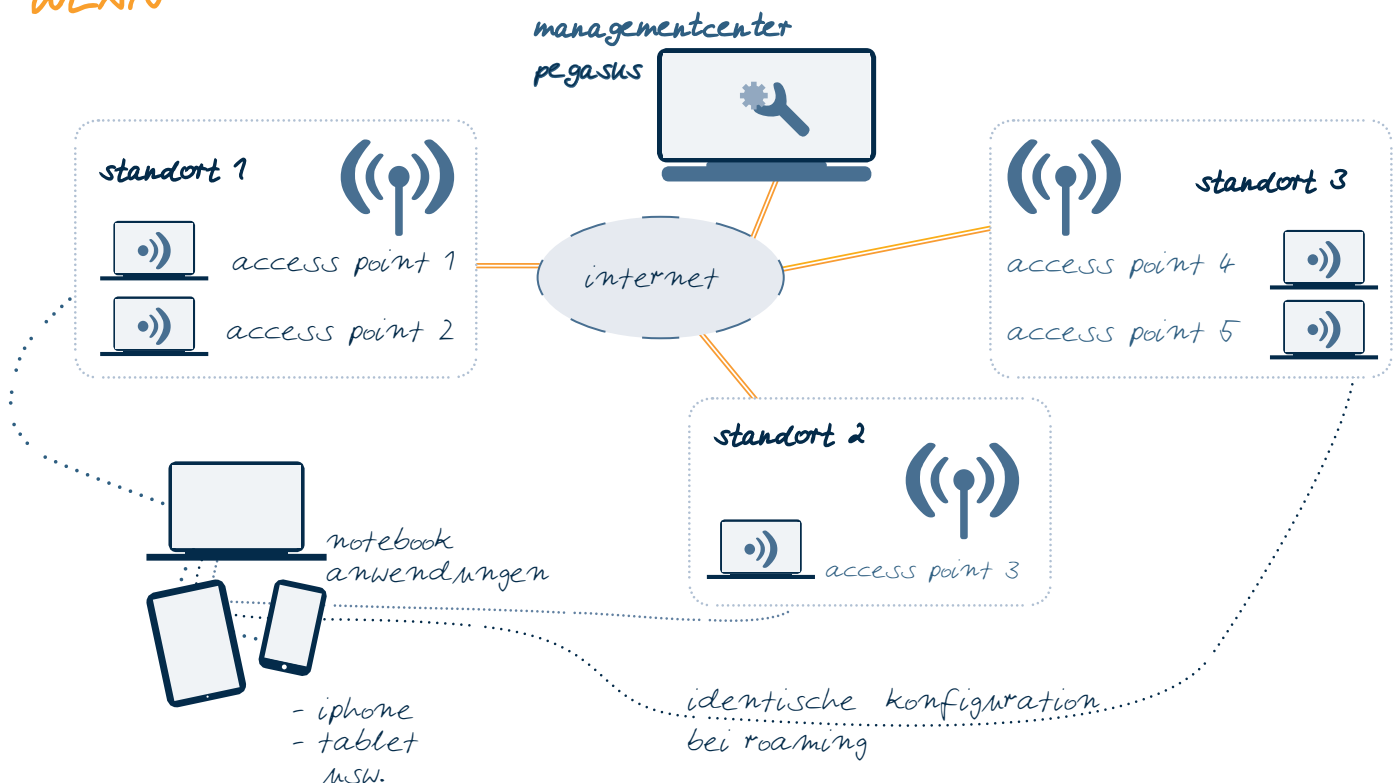 WLAN
managementcenter
pegasus
standort 1
access point 1
access point 2
internet
standort 3
access point 4
access point 5
standort 2
access point 3
notebook
anwendungen
- iphone
- tablet
usw.
identische konfiguration
bei roaming